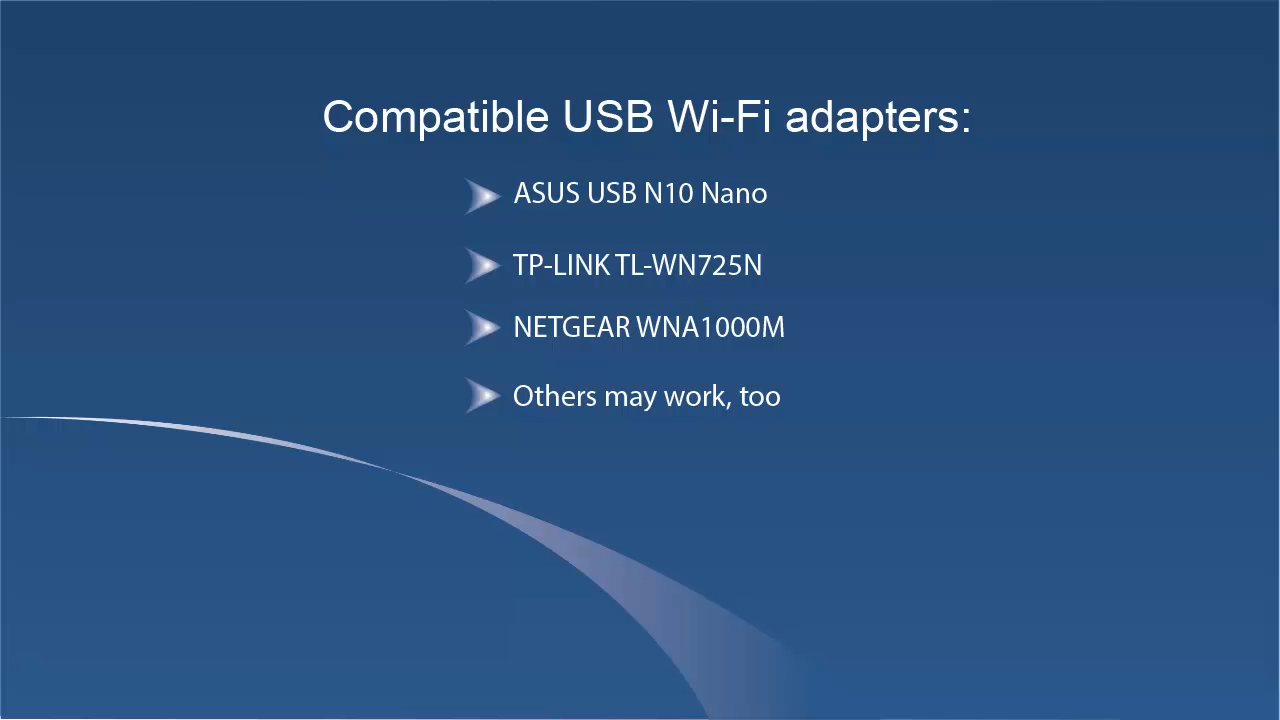 Compatible USB Wi-Fi adapters:
ASUS USB N10 Nano
TP-LINK TL-WN725N
NETGEAR WNA1000M
Others may work, too